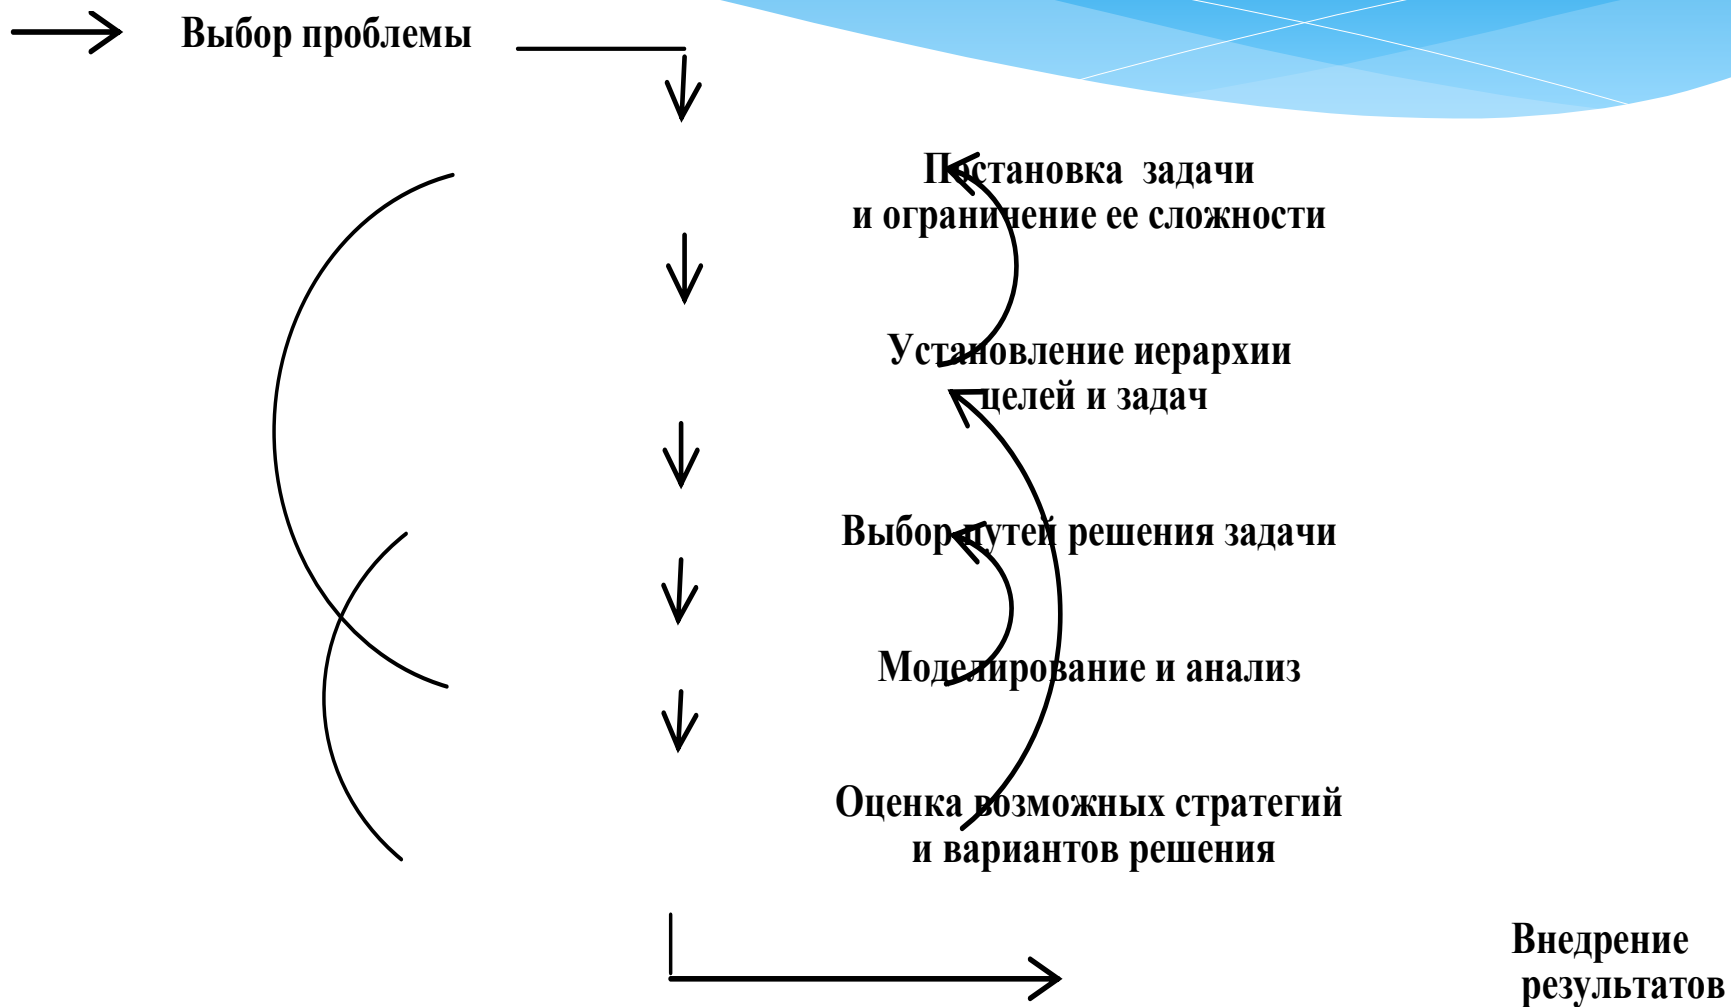 Выбор проблемы
Постановка задачи
и ограничение ее сложности
Установление иерархии
целей и задач
Выбор путей решения задачи
Моделирование и анализ
Оценка возможных стратегий
и вариантов решения
Внедрение
результатов